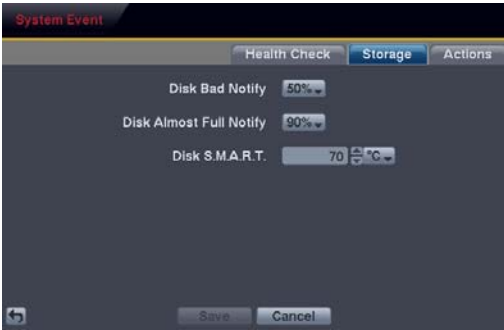 System Event
Health Check Storage Actions
Disk Bad Notify 50%
Disk Almost Full Notify 90%
Disk S.M.A.R.T. 70 °C
Save Cancel